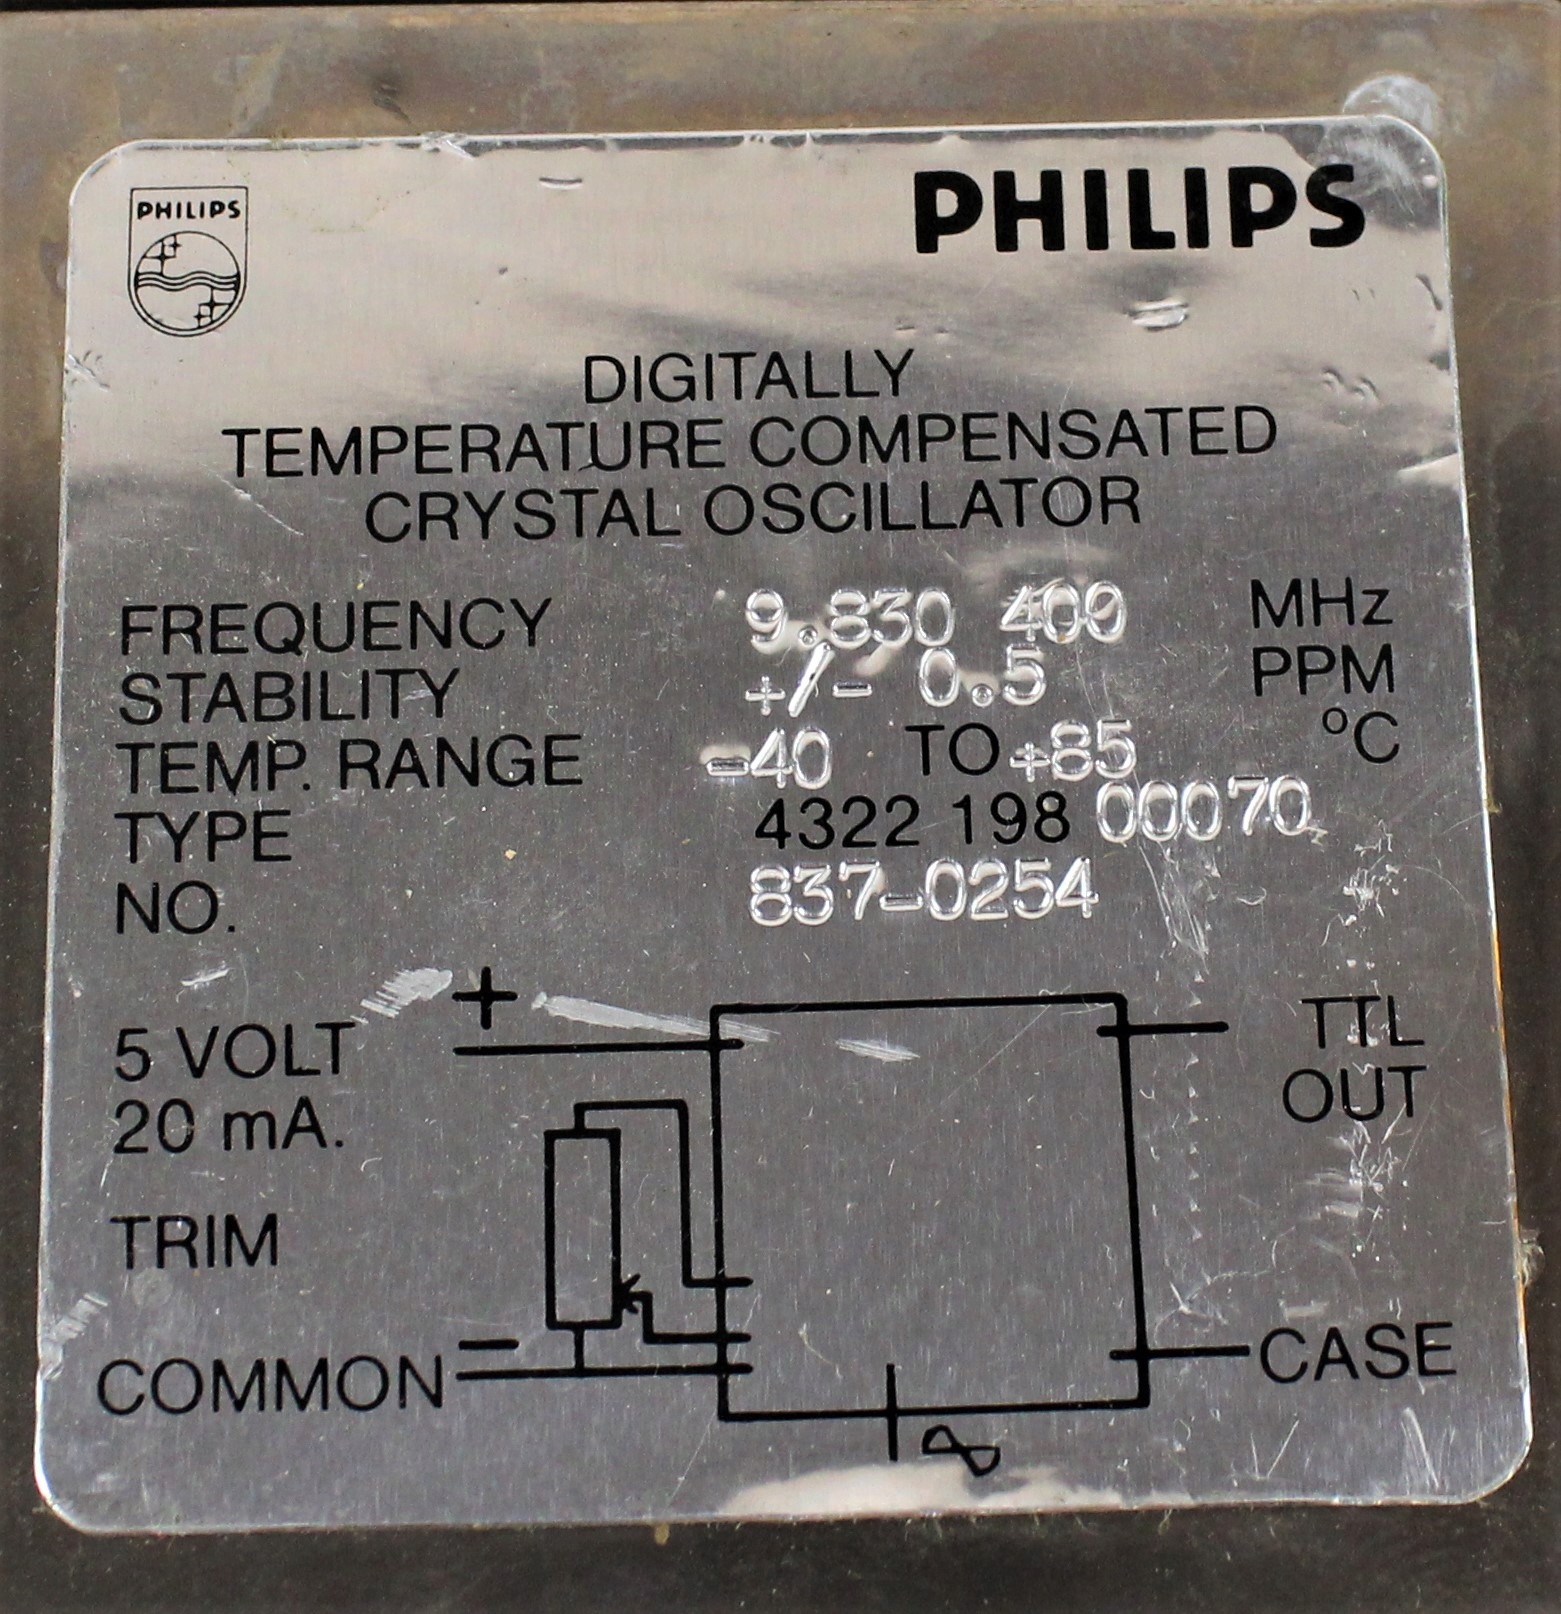 PHILIPS
PHILIPS
DIGITALLY
TEMPERATURE COMPENSATED
CRYSTAL OSCILLATOR
FREQUENCY 9.830 400 MHz
STABILITY +/- 0.5 PPM
TEMP. RANGE -40 TO +85 °C
TYPE 4322 198 00070
NO. 837-0254
+
5 VOLT
20 mA.
TTL
OUT
TRIM
-
COMMON
CASE